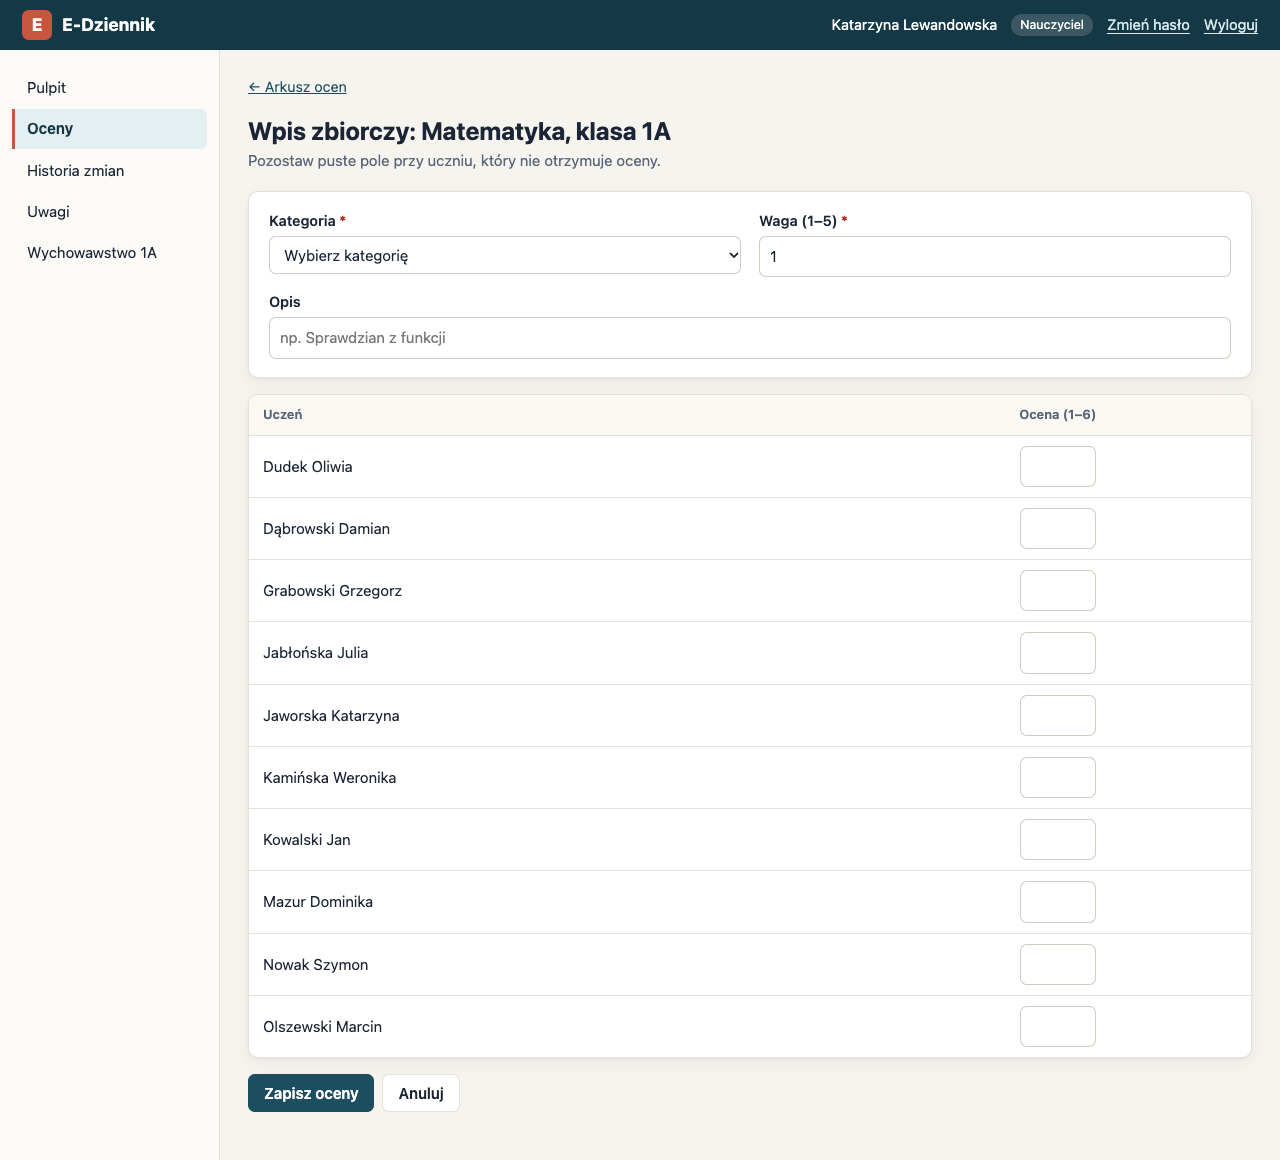 E E-Dziennik
Katarzyna Lewandowska Nauczyciel Zmień hasło Wyloguj
Pulpit
Oceny
Historia zmian
Uwagi
Wychowawstwo 1A
← Arkusz ocen
Wpis zbiorczy: Matematyka, klasa 1A
Pozostaw puste pole przy uczniu, który nie otrzymuje oceny.
Kategoria *
Wybierz kategorię
Waga (1–5) *
1
Opis
np. Sprawdzian z funkcji
Uczeń Ocena (1–6)
Dudek Oliwia
Dąbrowski Damian
Grabowski Grzegorz
Jabłońska Julia
Jaworska Katarzyna
Kamińska Weronika
Kowalski Jan
Mazur Dominika
Nowak Szymon
Olszewski Marcin
Zapisz oceny Anuluj